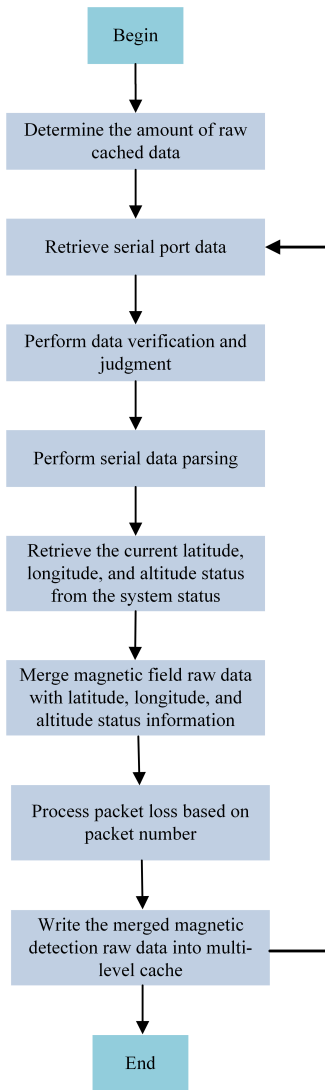 Begin
Determine the amount of raw
cached data
Retrieve serial port data
Perform data verification and
judgment
Perform serial data parsing
Retrieve the current latitude,
longitude, and altitude status
from the system status
Merge magnetic field raw data
with latitude, longitude, and
altitude status information
Process packet loss based on
packet number
Write the merged magnetic
detection raw data into multi-
level cache
End